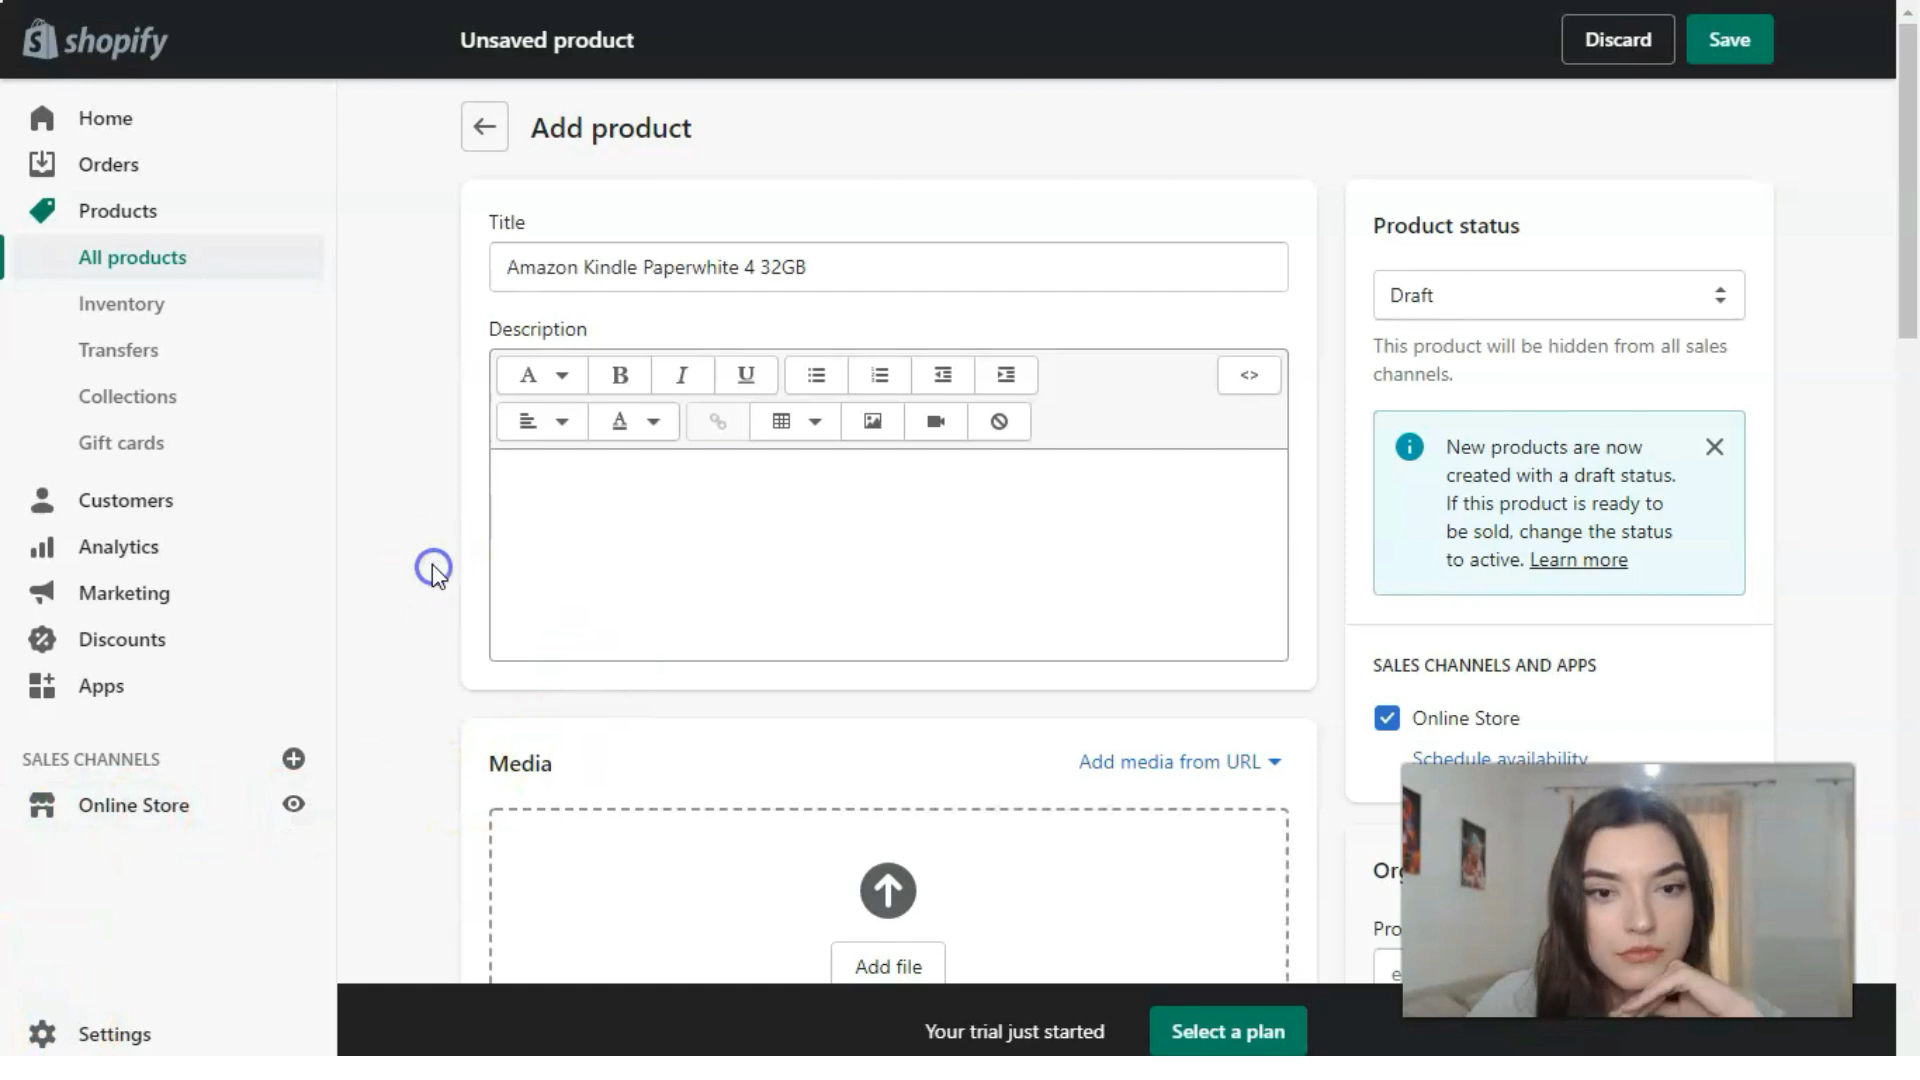 shopify
Unsaved product
Discard
Save
Home
Orders
Products
All products
Inventory
Transfers
Collections
Gift cards
Customers
Analytics
Marketing
Discounts
Apps
SALES CHANNELS
Online Store
Settings
Add product
Title
Amazon Kindle Paperwhite 4 32GB
Description
A
B
I
U
A
<>
Media
Add media from URL
Add file
Product status
Draft
This product will be hidden from all sales
channels.
New products are now
created with a draft status.
If this product is ready to
be sold, change the status
to active. Learn more
SALES CHANNELS AND APPS
Online Store
Schedule availability
Your trial just started
Select a plan